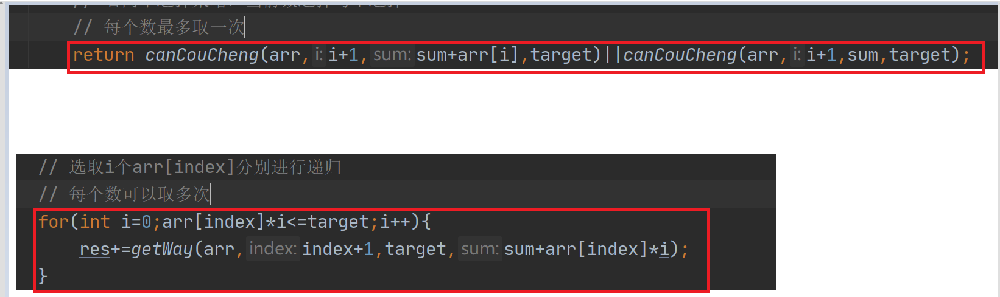 // 每个数最多取一次
return canCouCheng(arr, i: i+1, sum: sum+arr[i],target)||canCouCheng(arr, i: i+1,sum,target);
// 选取i个arr[index]分别进行递归
// 每个数可以取多次
for(int i=0;arr[index]*i<=target;i++){
res+=getWay(arr, index: index+1,target, sum: sum+arr[index]*i);
}